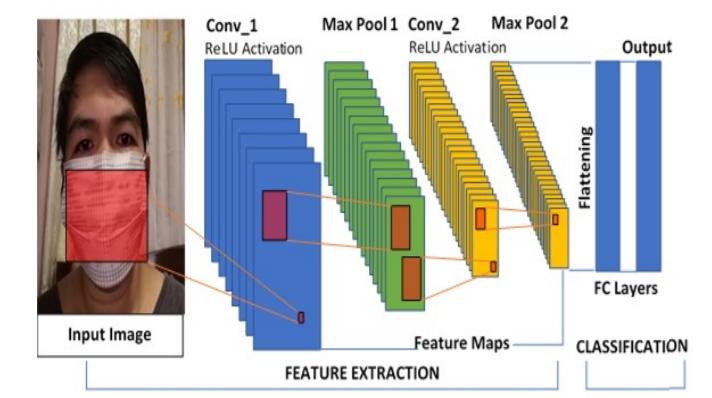 Conv_1
ReLU Activation
Max Pool 1
Conv_2
ReLU Activation
Max Pool 2
Output
Flattening
FC Layers
Input Image
Feature Maps
CLASSIFICATION
FEATURE EXTRACTION